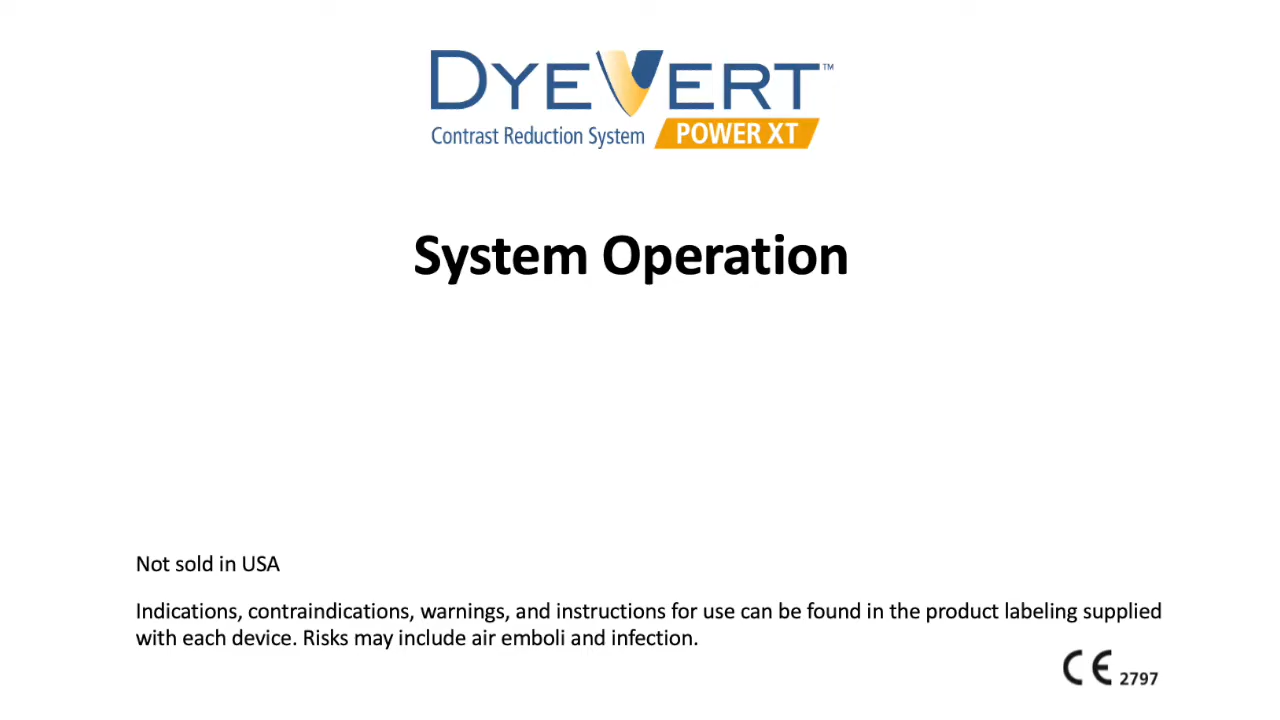 DYEVERT™
Contrast Reduction System POWER XT
System Operation
Not sold in USA
Indications, contraindications, warnings, and instructions for use can be found in the product labeling supplied
with each device. Risks may include air emboli and infection.
CE 2797